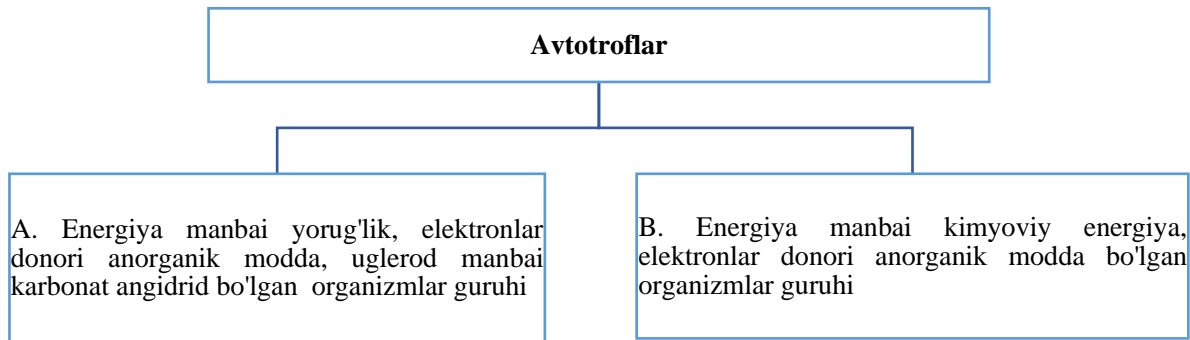 Avtotroflar
A. Energiya manbai yorug'lik, elektronlar
donori anorganik modda, uglerod manbai
karbonat angidrid bo'lgan organizmlar guruhi
B. Energiya manbai kimyoviy energiya,
elektronlar donori anorganik modda bo'lgan
organizmlar guruhi